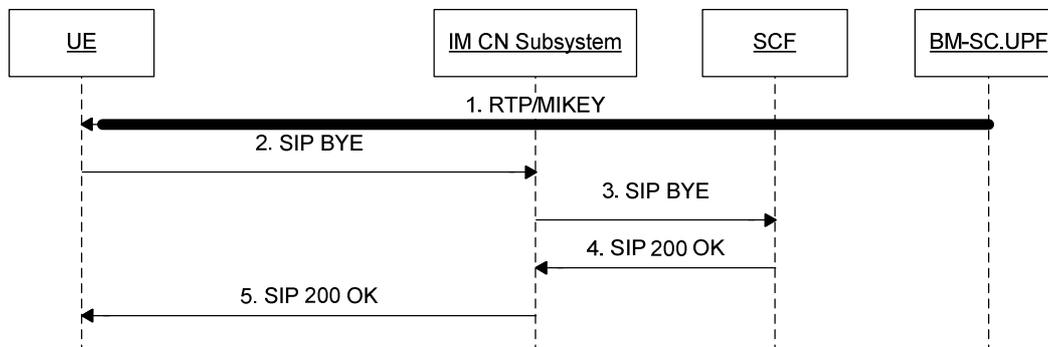 UE
IM CN Subsystem
SCF
BM-SC.UPF
1. RTP/MIKEY
2. SIP BYE
3. SIP BYE
4. SIP 200 OK
5. SIP 200 OK